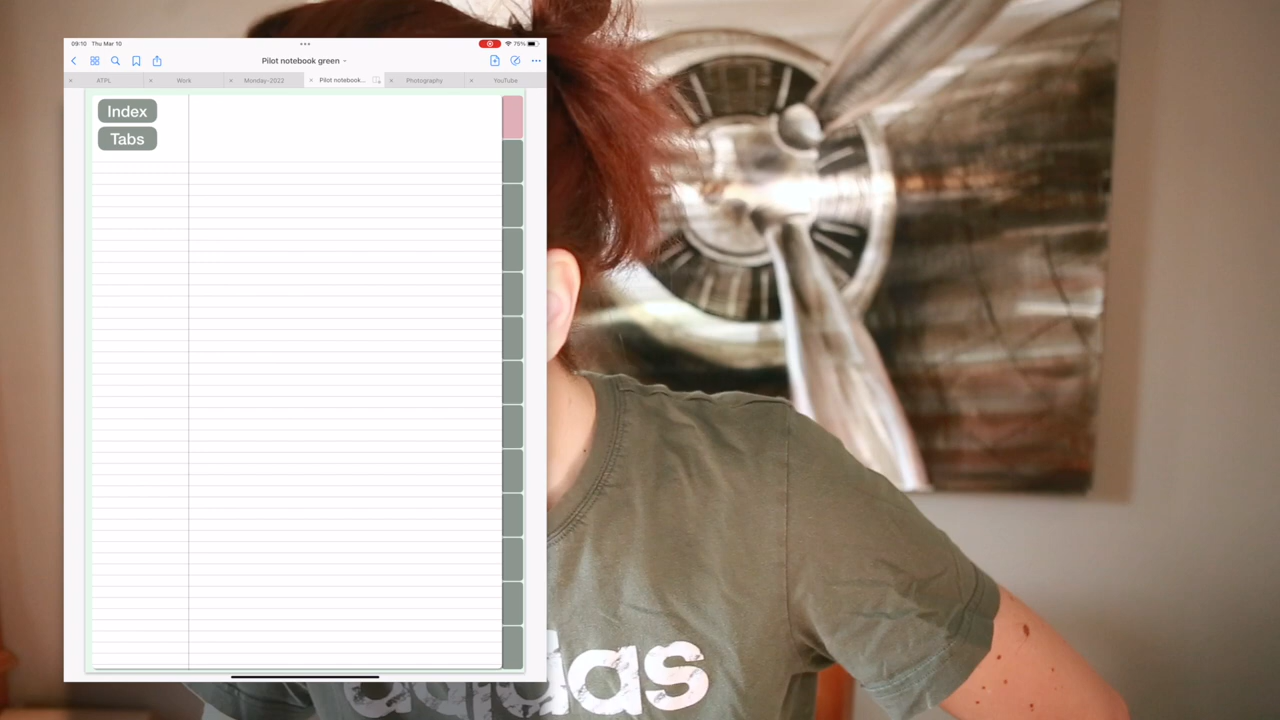 09:10 Thu Mar 10
75%
Pilot notebook green
ATPL
Work
Monday-2022
Pilot notebook...
Photography
YouTube
Index
Tabs
adidas